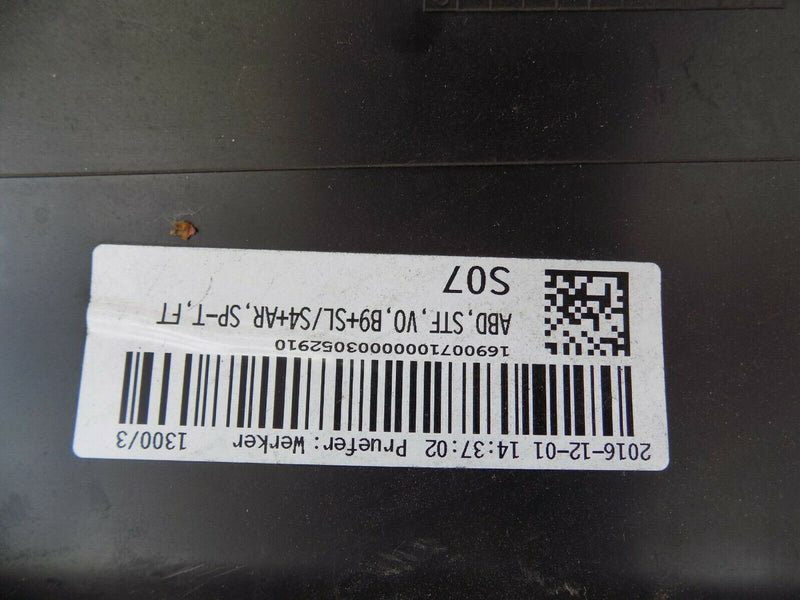 2016-12-01 14:37:02 Pruefer:Werker 1300/3
1690071000000003052910
ABD,STF,VO,B9+SL/S4+AR,SP-T,FT
S07